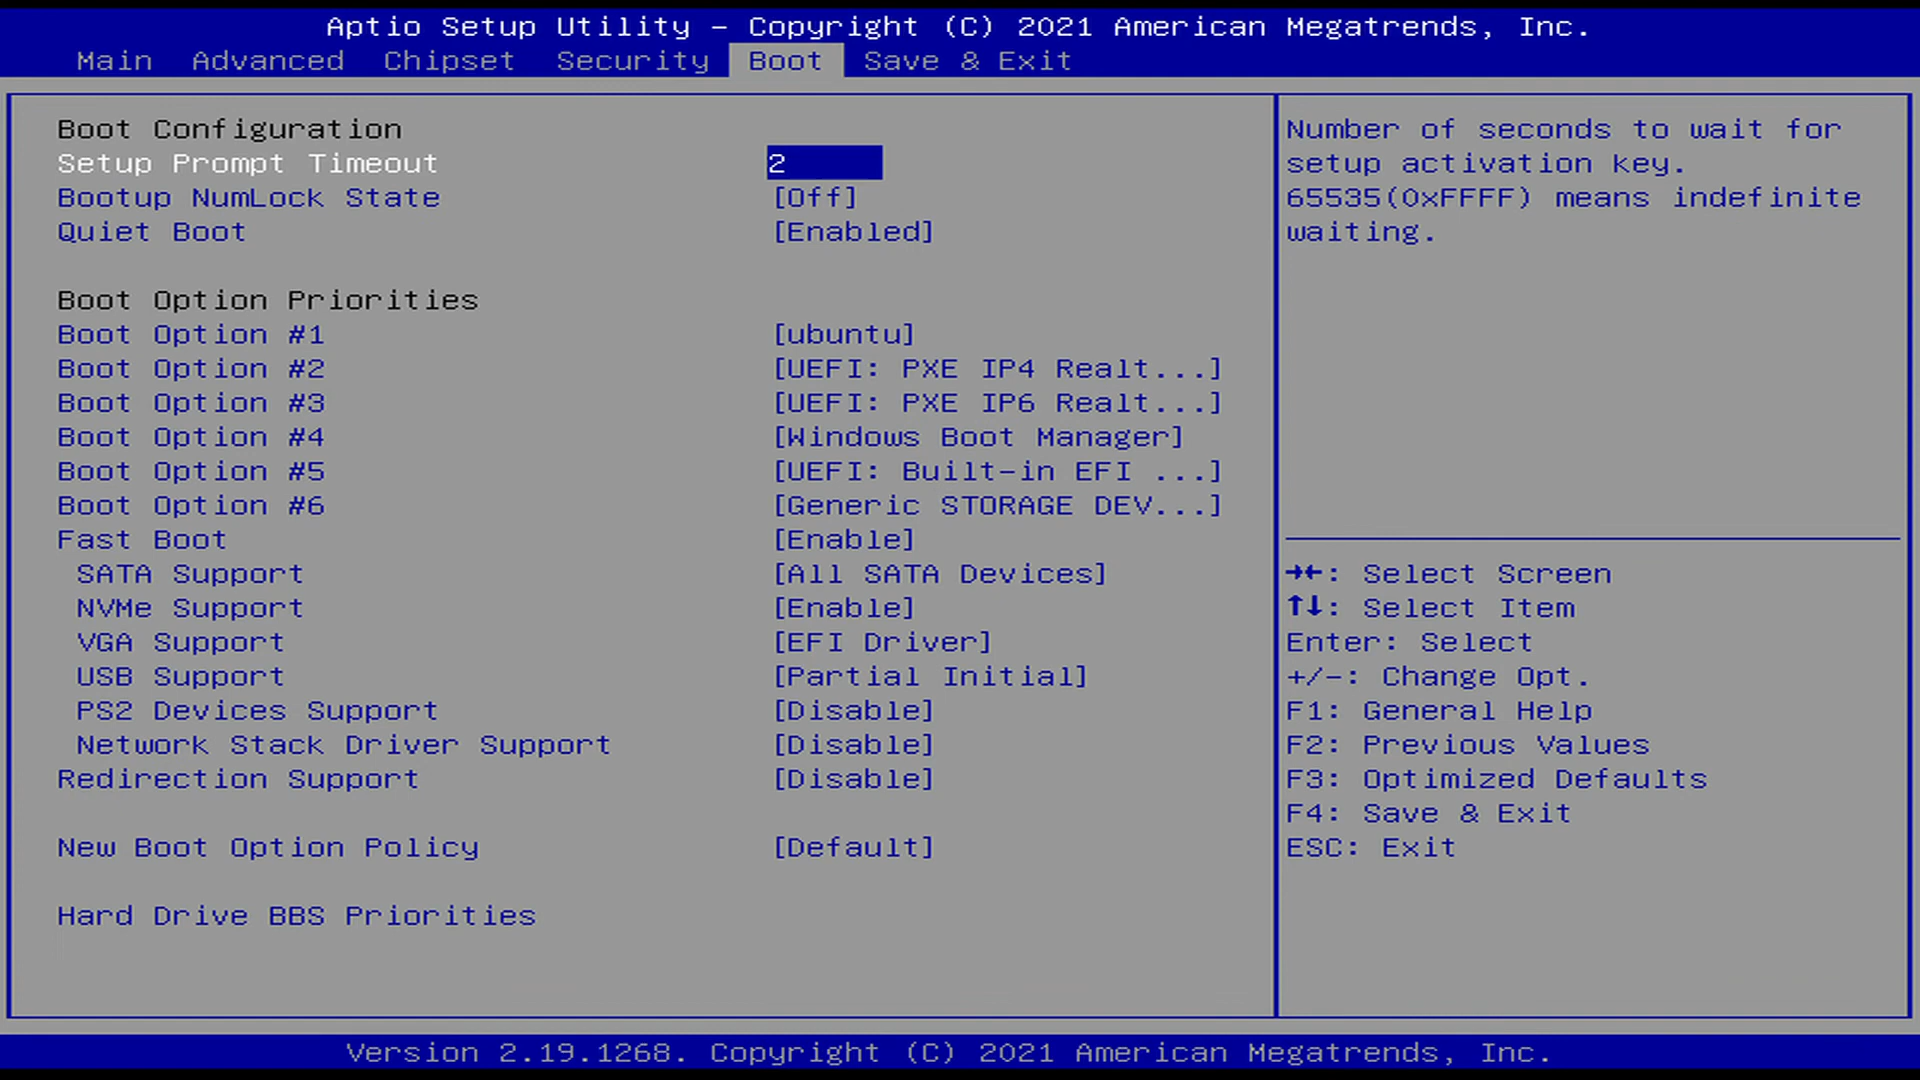 Aptio Setup Utility – Copyright (C) 2021 American Megatrends, Inc.
Main Advanced Chipset Security Boot Save & Exit
Boot Configuration
Setup Prompt Timeout 2
Bootup NumLock State [Off]
Quiet Boot [Enabled]
Boot Option Priorities
Boot Option #1 [ubuntu]
Boot Option #2 [UEFI: PXE IP4 Realt...]
Boot Option #3 [UEFI: PXE IP6 Realt...]
Boot Option #4 [Windows Boot Manager]
Boot Option #5 [UEFI: Built-in EFI ...]
Boot Option #6 [Generic STORAGE DEV...]
Fast Boot [Enable]
SATA Support [All SATA Devices]
NVMe Support [Enable]
VGA Support [EFI Driver]
USB Support [Partial Initial]
PS2 Devices Support [Disable]
Network Stack Driver Support [Disable]
Redirection Support [Disable]
New Boot Option Policy [Default]
Hard Drive BBS Priorities
Number of seconds to wait for
setup activation key.
65535(0xFFFF) means indefinite
waiting.
→←: Select Screen
↑↓: Select Item
Enter: Select
+/-: Change Opt.
F1: General Help
F2: Previous Values
F3: Optimized Defaults
F4: Save & Exit
ESC: Exit
Version 2.19.1268. Copyright (C) 2021 American Megatrends, Inc.